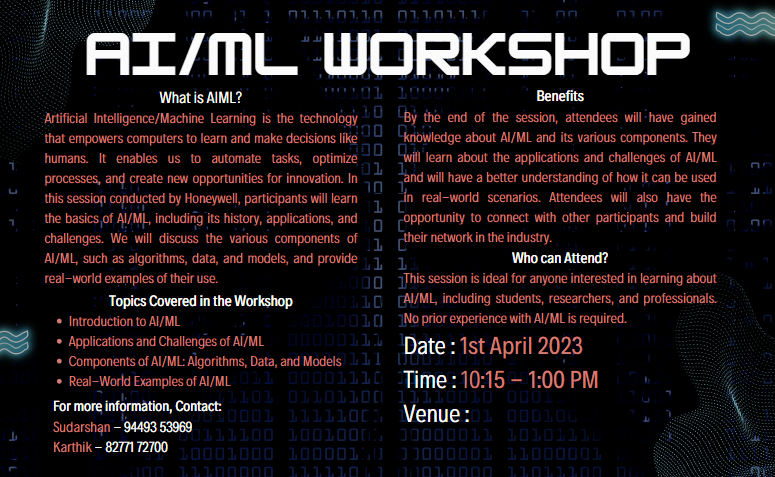 AI/ML WORKSHOP
What is AIML?
Artificial Intelligence/Machine Learning is the technology
that empowers computers to learn and make decisions like
humans. It enables us to automate tasks, optimize
processes, and create new opportunities for innovation. In
this session conducted by Honeywell, participants will learn
the basics of AI/ML, including its history, applications, and
challenges. We will discuss the various components of
AI/ML, such as algorithms, data, and models, and provide
real-world examples of their use.
Topics Covered in the Workshop
• Introduction to AI/ML
• Applications and Challenges of AI/ML
• Components of AI/ML: Algorithms, Data, and Models
• Real-World Examples of AI/ML
For more information, Contact:
Sudarshan – 94493 53969
Karthik – 82771 72700
Benefits
By the end of the session, attendees will have gained
knowledge about AI/ML and its various components. They
will learn about the applications and challenges of AI/ML
and will have a better understanding of how it can be used
in real-world scenarios. Attendees will also have the
opportunity to connect with other participants and build
their network in the industry.
Who can Attend?
This session is ideal for anyone interested in learning about
AI/ML, including students, researchers, and professionals.
No prior experience with AI/ML is required.
Date : 1st April 2023
Time : 10:15 – 1:00 PM
Venue :